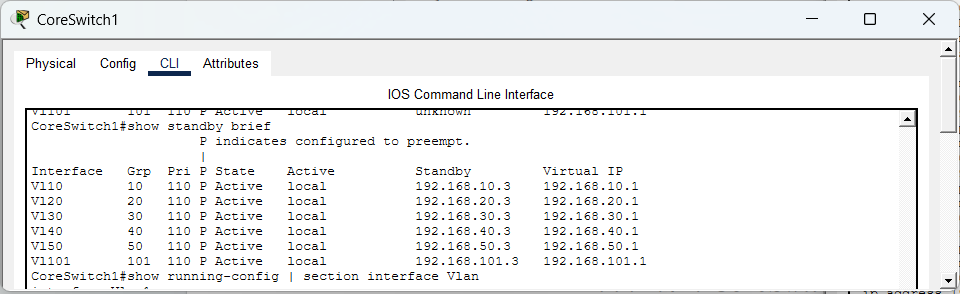 CoreSwitch1
Physical Config CLI Attributes
IOS Command Line Interface
Vl101 101 110 P Active local unknown 192.168.101.1
CoreSwitch1#show standby brief
P indicates configured to preempt.
|
Interface Grp Pri P State Active Standby Virtual IP
Vl10 10 110 P Active local 192.168.10.3 192.168.10.1
Vl20 20 110 P Active local 192.168.20.3 192.168.20.1
Vl30 30 110 P Active local 192.168.30.3 192.168.30.1
Vl40 40 110 P Active local 192.168.40.3 192.168.40.1
Vl50 50 110 P Active local 192.168.50.3 192.168.50.1
Vl101 101 110 P Active local 192.168.101.3 192.168.101.1
CoreSwitch1#show running-config | section interface Vlan